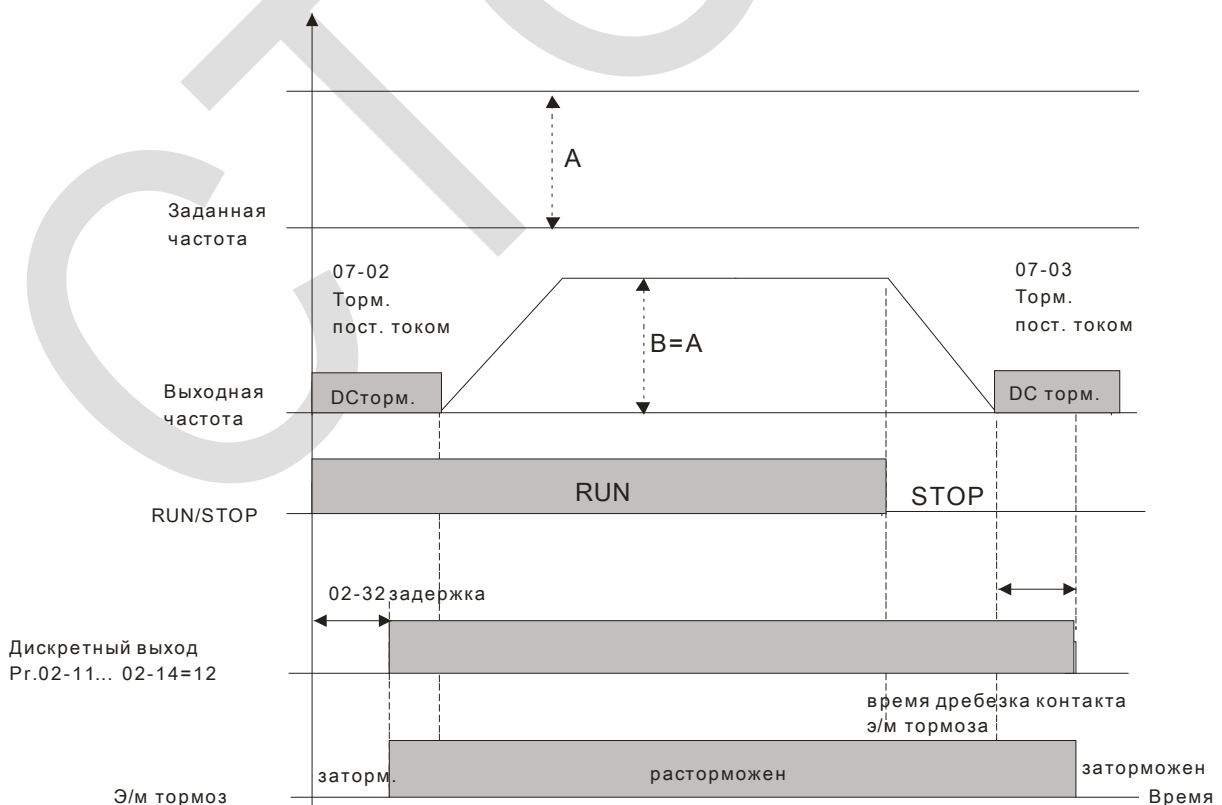 A
Заданная
частота
07-02
Торм.
пост. током
07-03
Торм.
пост. током
B=A
Выходная
частота
DCторм.
DC торм.
RUN
STOP
RUN/STOP
02-32 задержка
Дискретный выход
Pr.02-11... 02-14=12
время дребезка контакта
э/м тормоза
заторм.
расторможен
заторможен
Э/м тормоз
Время